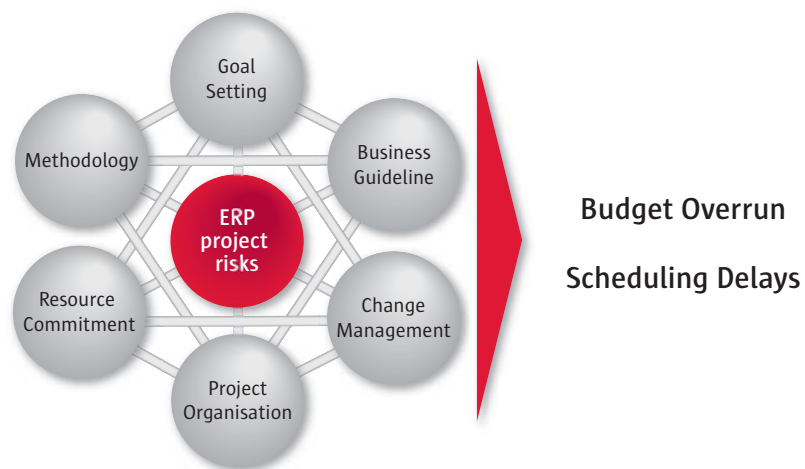 Goal
Setting
Methodology
Business
Guideline
ERP
project
risks
Budget Overrun
Scheduling Delays
Resource
Commitment
Change
Management
Project
Organisation